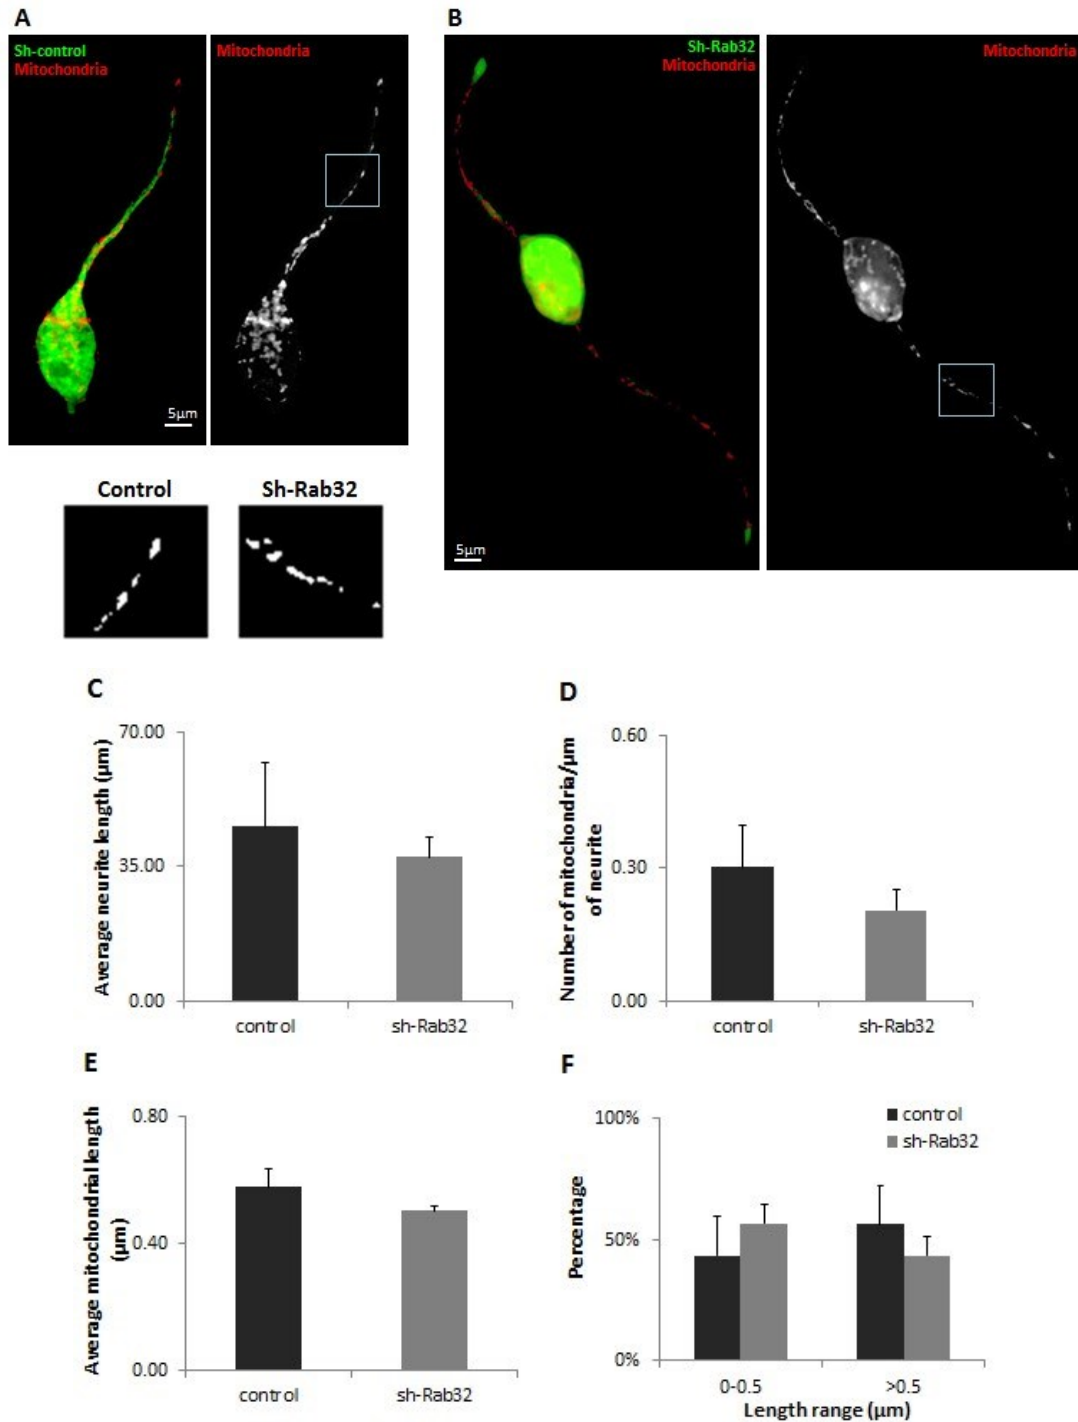 A
B
Sh-control
Mitochondria
Mitochondria
5µm
Sh-Rab32
Mitochondria
Mitochondria
5µm
Control
Sh-Rab32
C
Average neurite length (µm)
70.00
35.00
0.00
control
sh-Rab32
D
Number of mitochondria/µm
of neurite
0.60
0.30
0.00
control
sh-Rab32
E
Average mitochondrial length
(µm)
0.80
0.40
0.00
control
sh-Rab32
F
Percentage
100%
50%
0%
control
sh-Rab32
0-0.5
>0.5
Length range (µm)